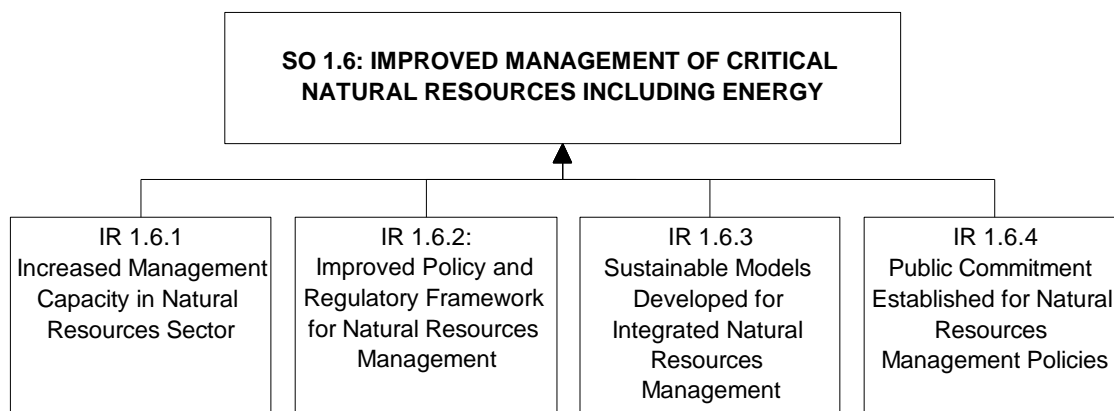 SO 1.6: IMPROVED MANAGEMENT OF CRITICAL
NATURAL RESOURCES INCLUDING ENERGY
IR 1.6.1
Increased Management
Capacity in Natural
Resources Sector
IR 1.6.2:
Improved Policy and
Regulatory Framework
for Natural Resources
Management
IR 1.6.3
Sustainable Models
Developed for
Integrated Natural
Resources
Management
IR 1.6.4
Public Commitment
Established for Natural
Resources
Management Policies